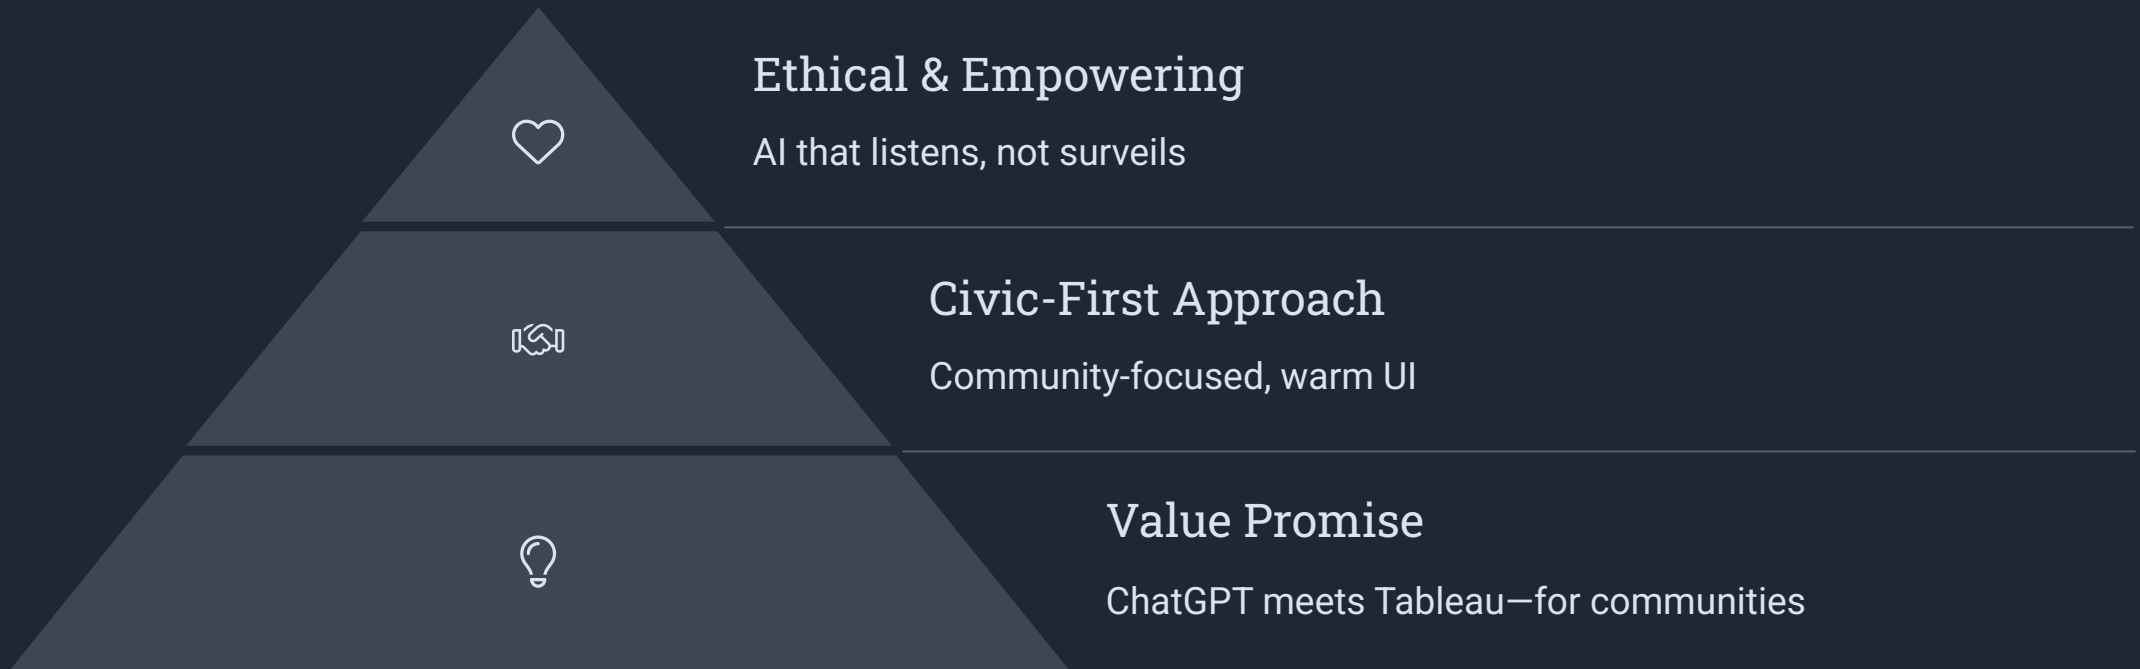 Ethical & Empowering
AI that listens, not surveils
Civic-First Approach
Community-focused, warm UI
Value Promise
ChatGPT meets Tableau—for communities